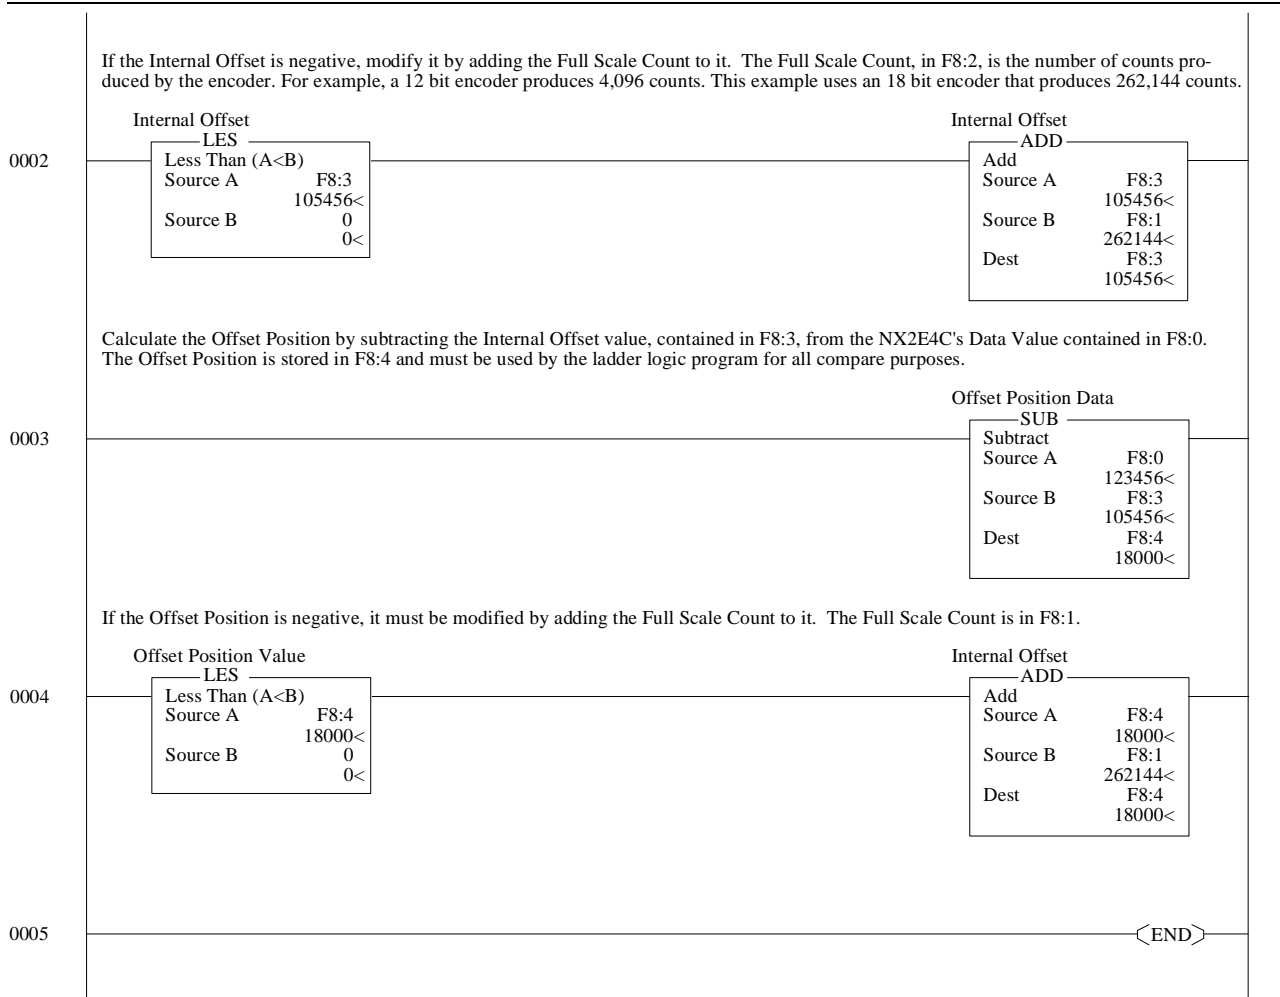 If the Internal Offset is negative, modify it by adding the Full Scale Count to it.  The Full Scale Count, in F8:2, is the number of counts pro-
duced by the encoder. For example, a 12 bit encoder produces 4,096 counts. This example uses an 18 bit encoder that produces 262,144 counts.
Internal Offset
LES
0002
Less Than (A<B)
Source A F8:3
105456<
Source B 0
0<
Internal Offset
ADD
Add
Source A F8:3
105456<
Source B F8:1
262144<
Dest F8:3
105456<
Calculate the Offset Position by subtracting the Internal Offset value, contained in F8:3, from the NX2E4C's Data Value contained in F8:0.
The Offset Position is stored in F8:4 and must be used by the ladder logic program for all compare purposes.
Offset Position Data
SUB
0003
Subtract
Source A F8:0
123456<
Source B F8:3
105456<
Dest F8:4
18000<
If the Offset Position is negative, it must be modified by adding the Full Scale Count to it.  The Full Scale Count is in F8:1.
Offset Position Value
LES
0004
Less Than (A<B)
Source A F8:4
18000<
Source B 0
0<
Internal Offset
ADD
Add
Source A F8:4
18000<
Source B F8:1
262144<
Dest F8:4
18000<
0005
END